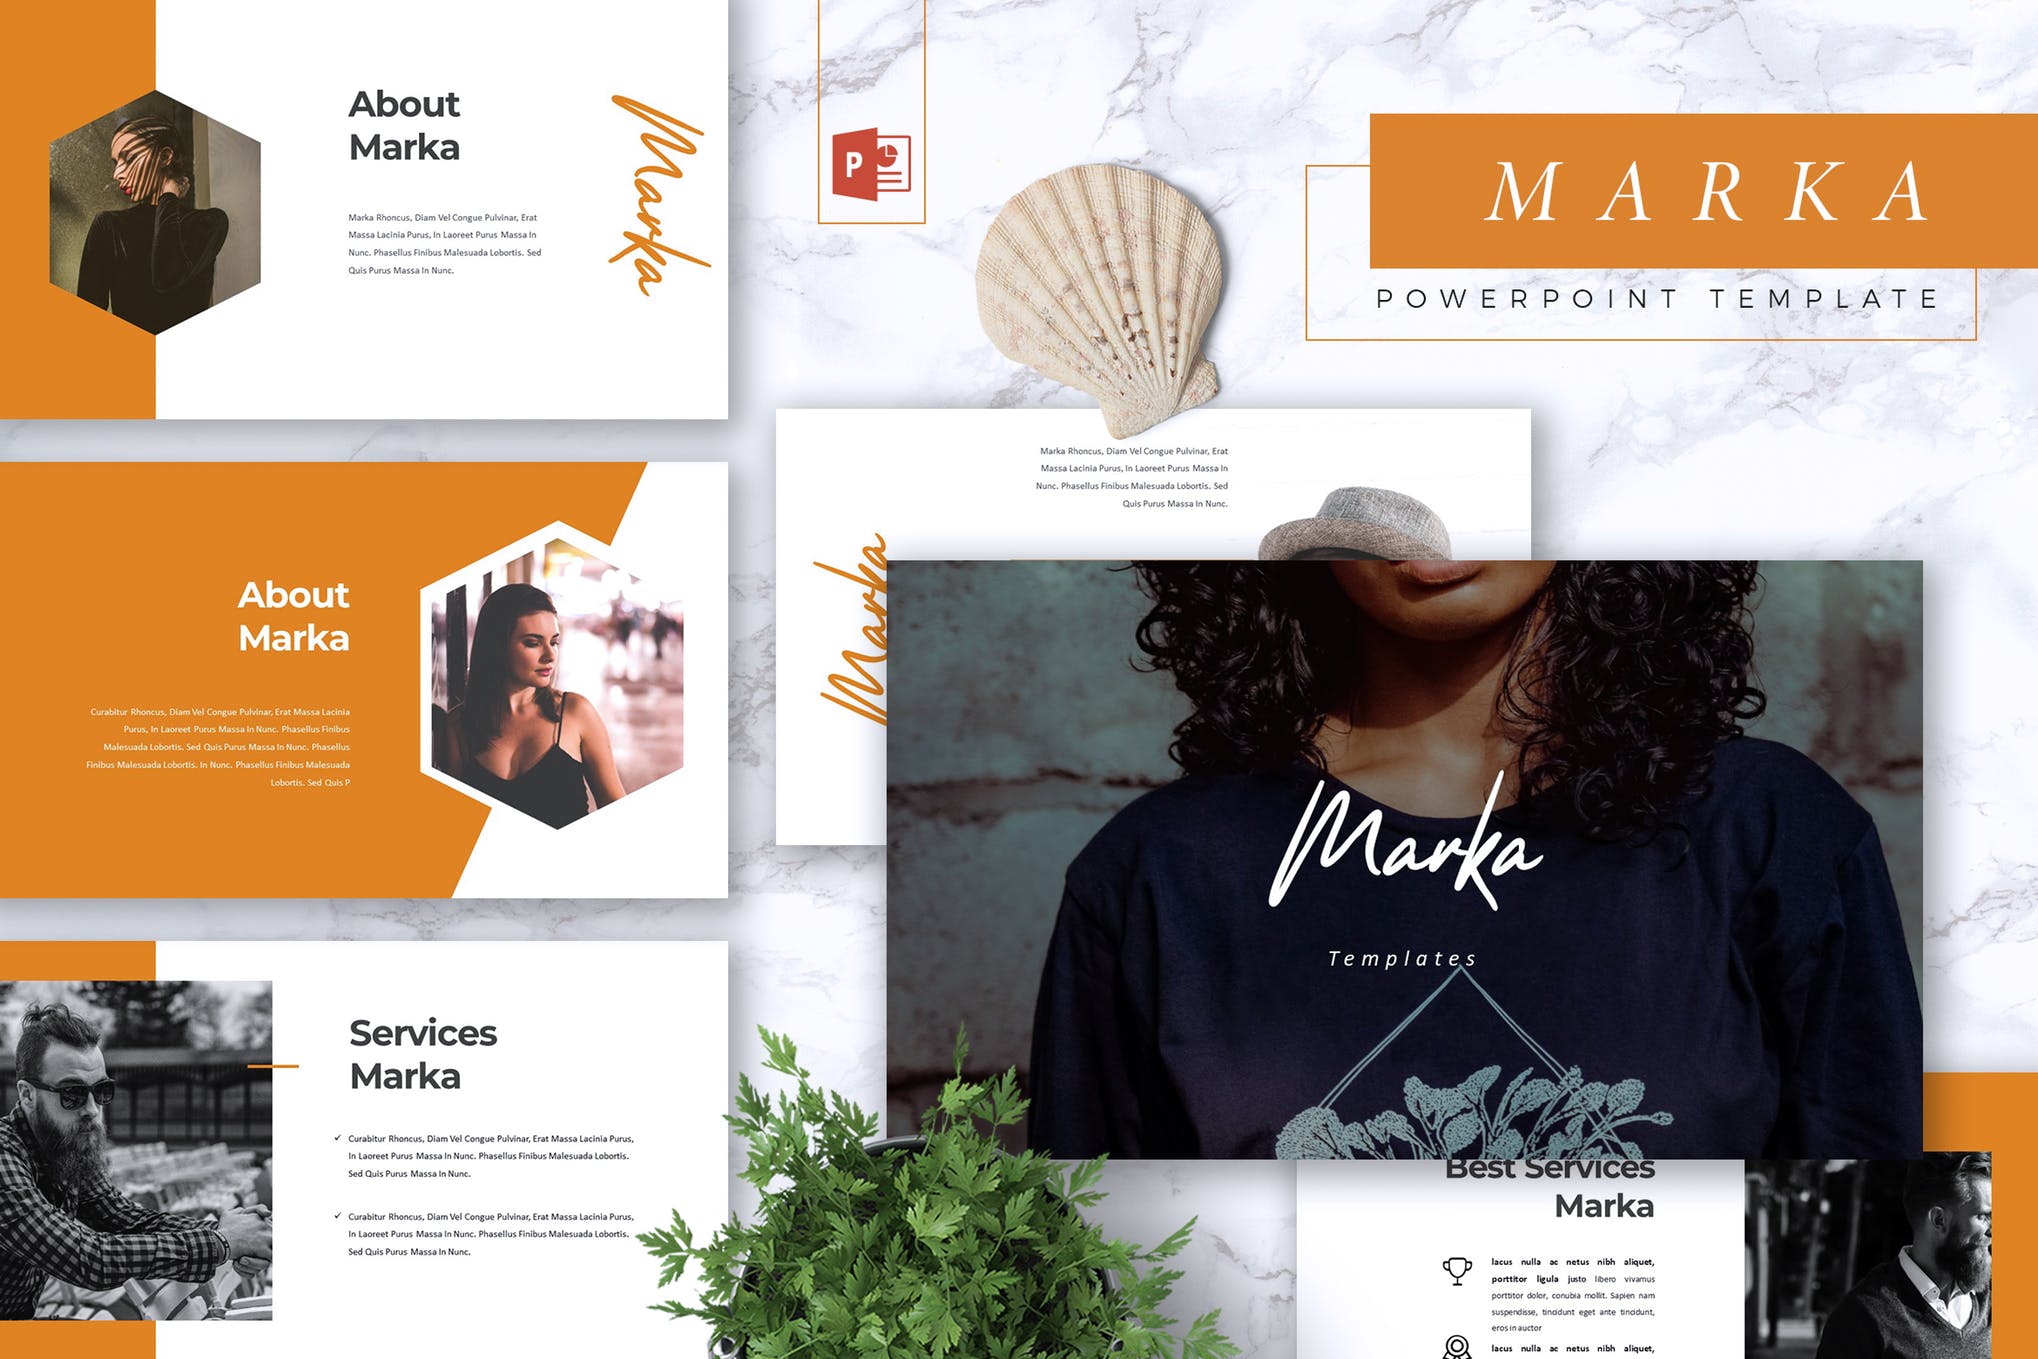 About
Marka
Marka Rhoncus, Diam Vel Congue Pulvinar, Erat
Massa Lacinia Purus, In Laoreet Purus Massa In
Nunc. Phasellus Finibus Malesuada Lobortis. Sed
Quis Purus Massa In Nunc.
Marka
P
MARKA
POWERPOINT TEMPLATE
About
Marka
Curabitur Rhoncus, Diam Vel Congue Pulvinar, Erat Massa Lacinia
Purus, In Laoreet Purus Massa In Nunc. Phasellus Finibus
Malesuada Lobortis. Sed Quis Purus Massa In Nunc. Phasellus
Finibus Malesuada Lobortis. In Nunc. Phasellus Finibus Malesuada
Lobortis. Sed Quis P
Marka Rhoncus, Diam Vel Congue Pulvinar, Erat
Massa Lacinia Purus, In Laoreet Purus Massa In
Nunc. Phasellus Finibus Malesuada Lobortis. Sed
Quis Purus Massa In Nunc.
Marka
Marka
Templates
Services
Marka
Curabitur Rhoncus, Diam Vel Congue Pulvinar, Erat Massa Lacinia Purus,
In Laoreet Purus Massa In Nunc. Phasellus Finibus Malesuada Lobortis.
Sed Quis Purus Massa In Nunc.
Curabitur Rhoncus, Diam Vel Congue Pulvinar, Erat Massa Lacinia Purus,
In Laoreet Purus Massa In Nunc. Phasellus Finibus Malesuada Lobortis.
Sed Quis Purus Massa In Nunc.
Best Services
Marka
lacus nulla ac netus nibh aliquet,
porttitor ligula justo libero vivamus
porttitor dolor, conubia mollit. Sapien nam
suspendisse, tincidunt eget ante tincidunt,
eros in auctor
lacus nulla ac netus nibh aliquet,